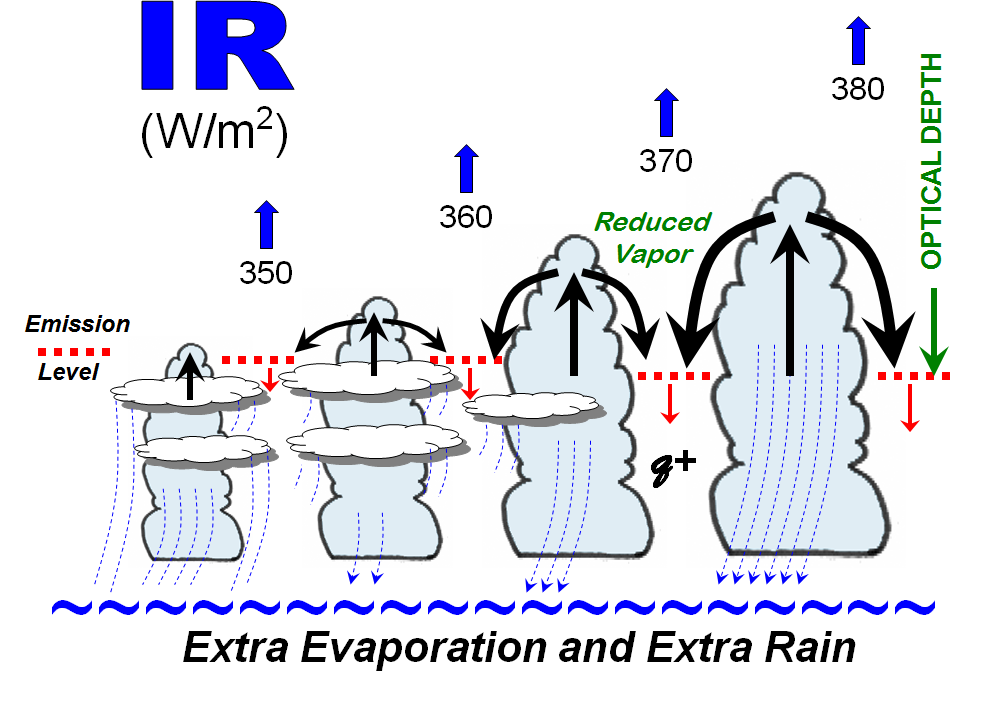 IR
(W/m²)
380
370
360
350
OPTICAL DEPTH
Reduced
Vapor
Emission
Level
q+
Extra Evaporation and Extra Rain